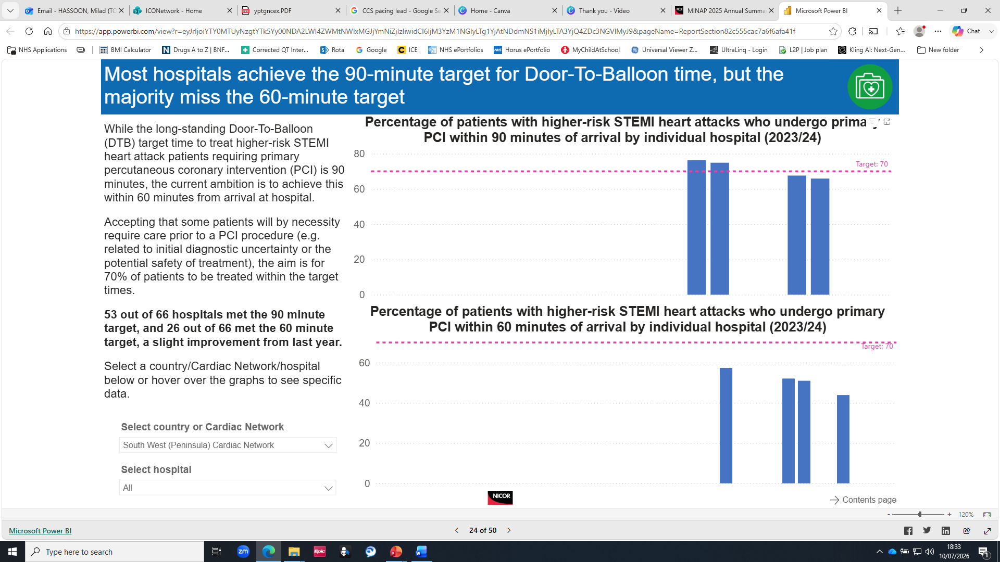 Email - HASSOON, Milad (TO
ICONetwork - Home
yptgncex.PDF
CCS pacing lead - Google Se
Home - Canva
Thank you - Video
MINAP 2025 Annual Summa
Microsoft Power BI
https://app.powerbi.com/view?r=eyJrIjoiYTY0MTUyNzgtYTk5Yy00NDA2LWI4ZWMtNWIxMGJjYmNiZjIzIiwidCI6IjM3YzM1NGIyLTg1YjAtNDdmNS1iMjIyLTA3YjQ4ZDc3NGVlMyJ9&pageName=ReportSection82c555cac7a6f6afa41f
Chat
NHS Applications
BMI Calculator
Drugs A to Z | BNF...
Corrected QT Inter...
Rota
Google
ICE
NHS ePortfolios
Horus ePortfolio
MyChildAtSchool
Universal Viewer Z...
UltraLinq - Login
L2P | Job plan
Kling AI: Next-Gen...
New folder
Most hospitals achieve the 90-minute target for Door-To-Balloon time, but the
majority miss the 60-minute target
While the long-standing Door-To-Balloon
(DTB) target time to treat higher-risk STEMI
heart attack patients requiring primary
percutaneous coronary intervention (PCI) is 90
minutes, the current ambition is to achieve this
within 60 minutes from arrival at hospital.
Accepting that some patients will by necessity
require care prior to a PCI procedure (e.g.
related to initial diagnostic uncertainty or the
potential safety of treatment), the aim is for
70% of patients to be treated within the target
times.
53 out of 66 hospitals met the 90 minute
target, and 26 out of 66 met the 60 minute
target, a slight improvement from last year.
Select a country/Cardiac Network/hospital
below or hover over the graphs to see specific
data.
Select country or Cardiac Network
South West (Peninsula) Cardiac Network
Select hospital
All
Percentage of patients with higher-risk STEMI heart attacks who undergo primary
PCI within 90 minutes of arrival by individual hospital (2023/24)
80
Target: 70
60
40
20
0
Percentage of patients with higher-risk STEMI heart attacks who undergo primary
PCI within 60 minutes of arrival by individual hospital (2023/24)
Target: 70
60
40
20
0
NICOR
Contents page
- + 120%
Microsoft Power BI
24 of 50
Type here to search
zm
Epic
18:33
10/07/2026
1